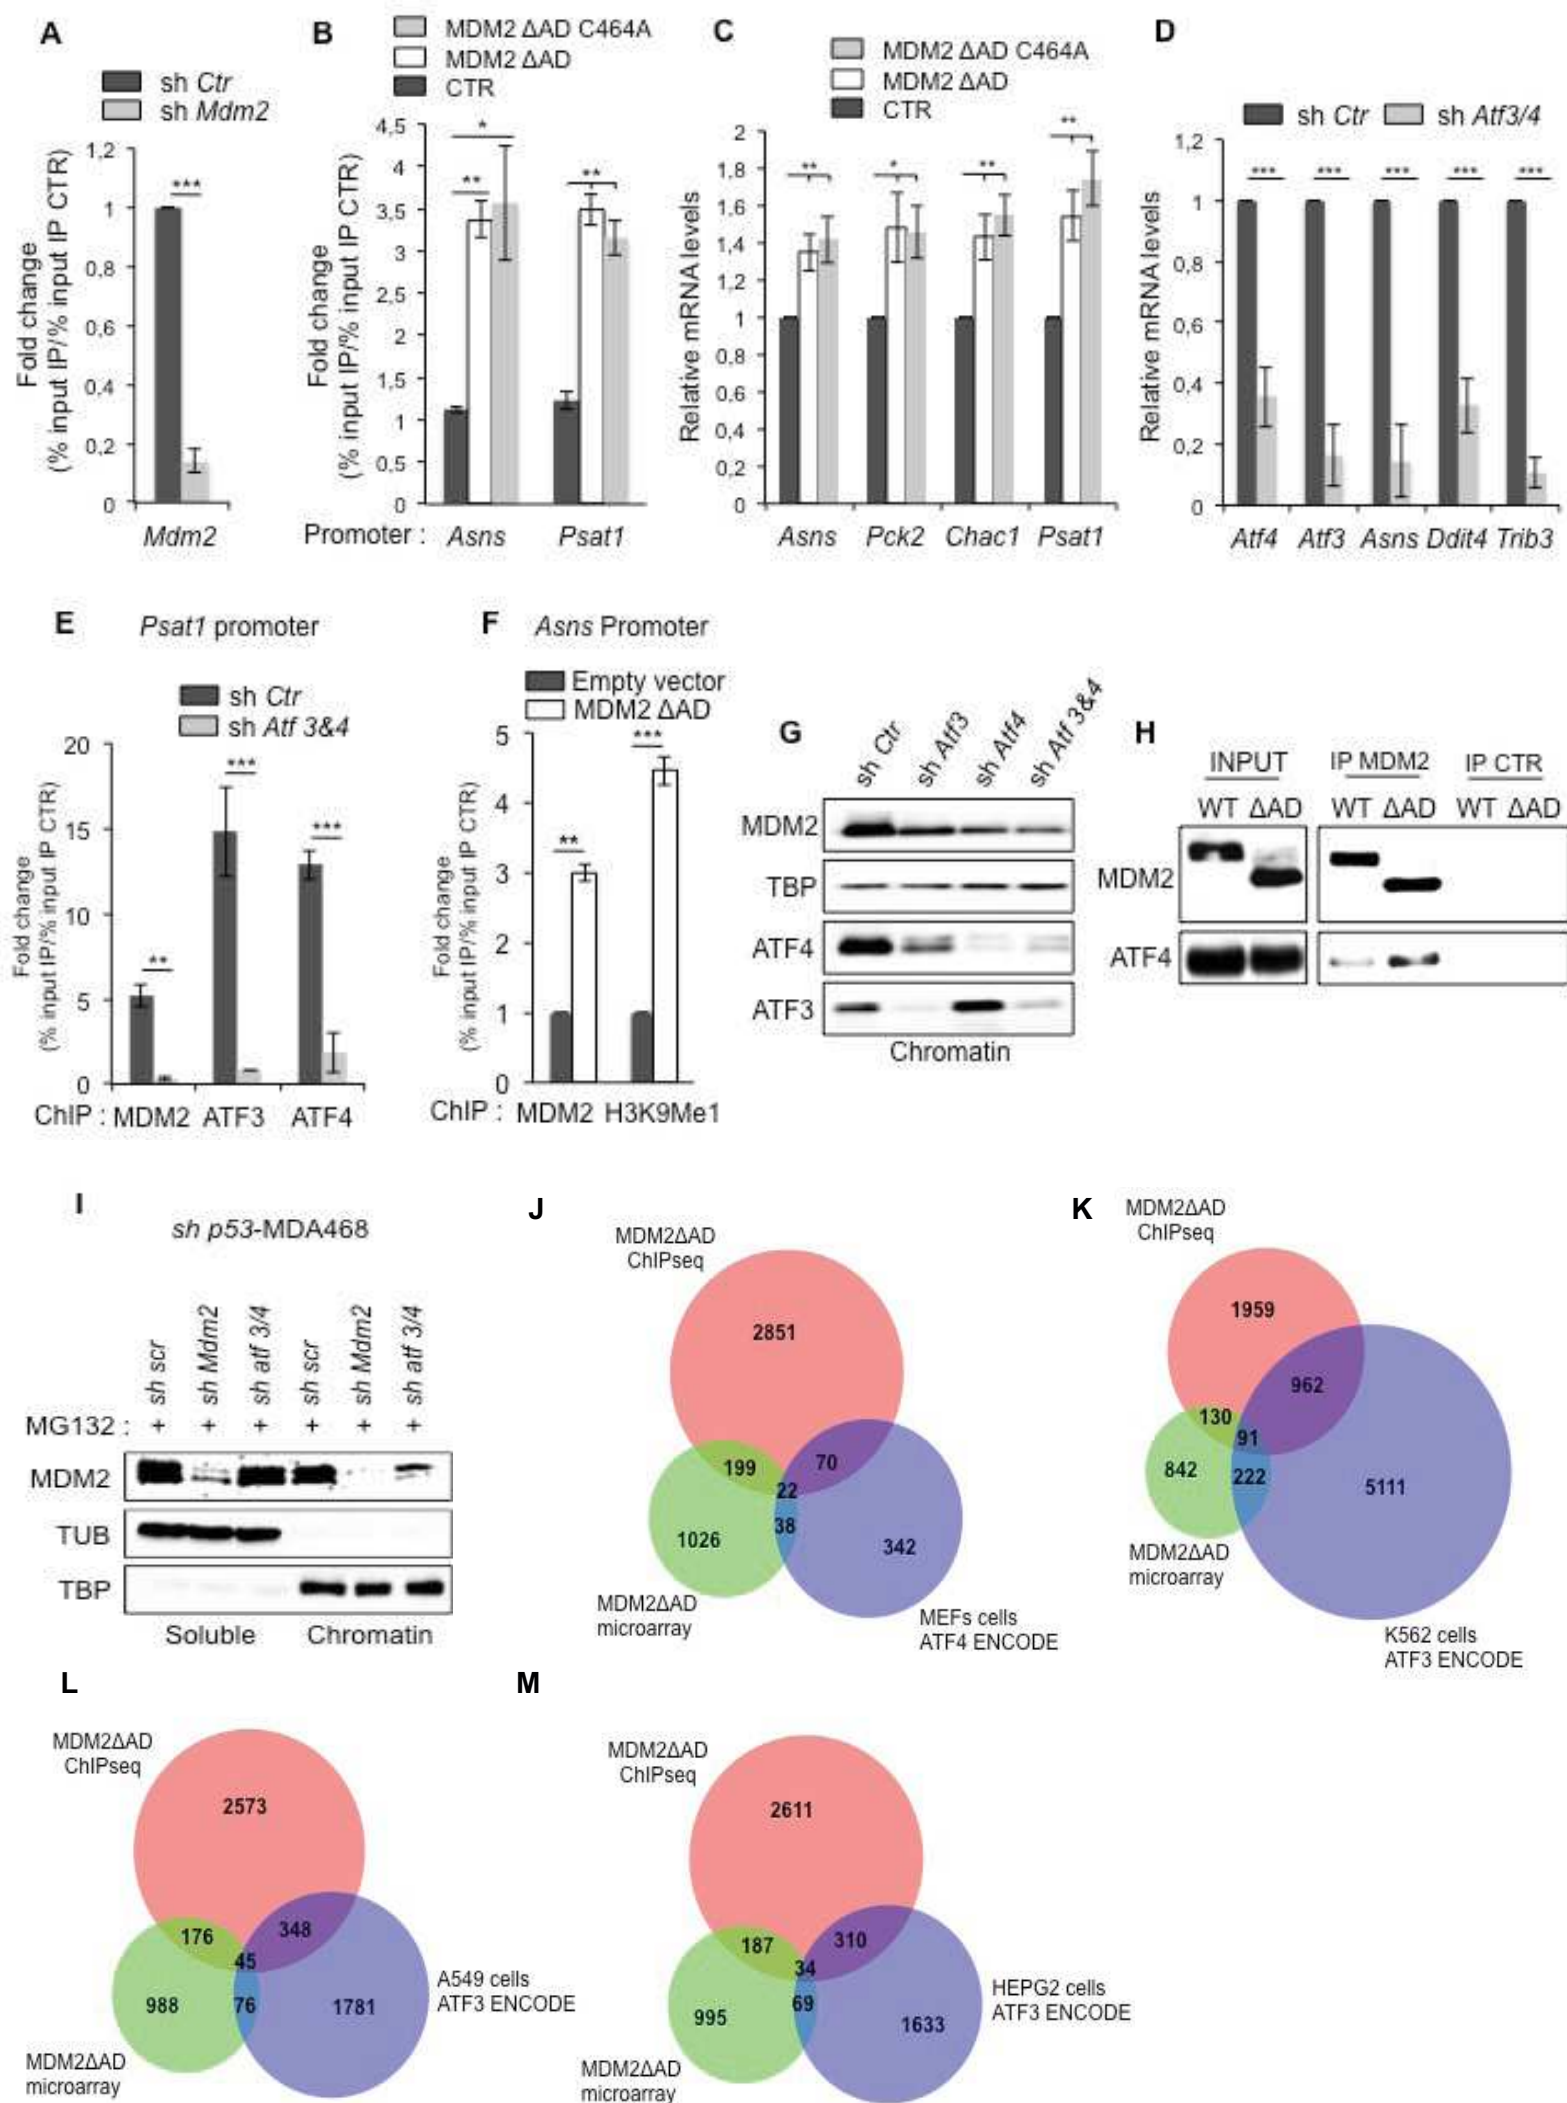 A
sh Ctr
sh Mdm2
Fold change
(% input IP/% input IP CTR)
1,2
1
0,8
0,6
0,4
0,2
0
***
Mdm2
B
MDM2 ΔAD C464A
MDM2 ΔAD
CTR
Fold change
(% input IP/% input IP CTR)
4,5
4
3,5
3
2,5
2
1,5
1
0,5
0
*
**
**
Promoter : Asns Psat1
C
MDM2 ΔAD C464A
MDM2 ΔAD
CTR
Relative mRNA levels
2
1,8
1,6
1,4
1,2
1
0,8
0,6
0,4
0,2
0
**
*
**
**
Asns Pck2 Chac1 Psat1
D
sh Ctr sh Atf3/4
Relative mRNA levels
1,2
1
0,8
0,6
0,4
0,2
0
*** *** *** *** ***
Atf4 Atf3 Asns Ddit4 Trib3
E
Psat1 promoter
sh Ctr
sh Atf 3&4
Fold change
(% input IP/% input IP CTR)
20
15
10
5
0
**
***
***
ChIP : MDM2 ATF3 ATF4
F
Asns Promoter
Empty vector
MDM2 ΔAD
Fold change
(% input IP/% input IP CTR)
5
4
3
2
1
0
**
***
ChIP : MDM2 H3K9Me1
G
sh Ctr
sh Atf3
sh Atf4
sh Atf 3&4
MDM2
TBP
ATF4
ATF3
Chromatin
H
INPUT IP MDM2 IP CTR
WT ΔAD WT ΔAD WT ΔAD
MDM2
ATF4
I
sh p53-MDA468
sh scr
sh Mdm2
sh atf 3/4
sh scr
sh Mdm2
sh atf 3/4
MG132 : + + + + + +
MDM2
TUB
TBP
Soluble Chromatin
J
MDM2ΔAD
ChIPseq
2851
199
70
22
38
1026
342
MDM2ΔAD
microarray
MEFs cells
ATF4 ENCODE
K
MDM2ΔAD
ChIPseq
1959
962
130
91
842
222
5111
MDM2ΔAD
microarray
K562 cells
ATF3 ENCODE
L
MDM2ΔAD
ChIPseq
2573
176
348
45
988
76
1781
A549 cells
ATF3 ENCODE
MDM2ΔAD
microarray
M
MDM2ΔAD
ChIPseq
2611
187
310
34
995
69
1633
HEPG2 cells
ATF3 ENCODE
MDM2ΔAD
microarray